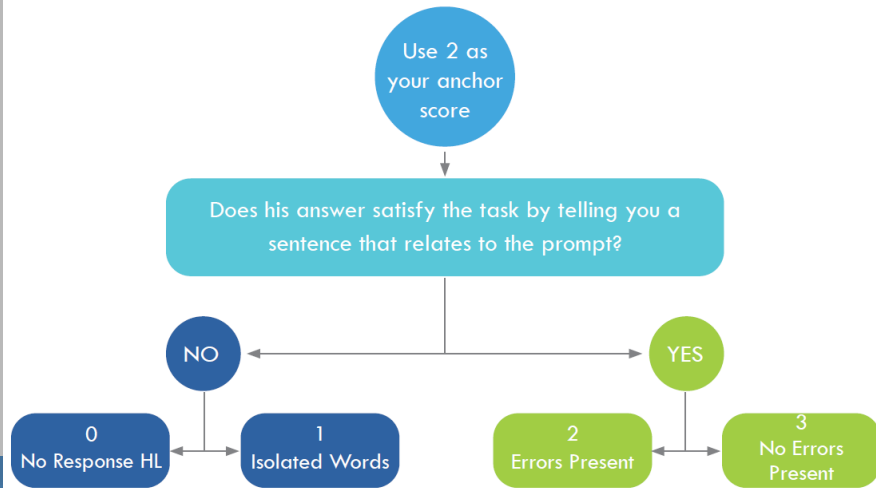 Use 2 as
your anchor
score
Does his answer satisfy the task by telling you a
sentence that relates to the prompt?
NO
YES
0
No Response HL
1
Isolated Words
2
Errors Present
3
No Errors
Present